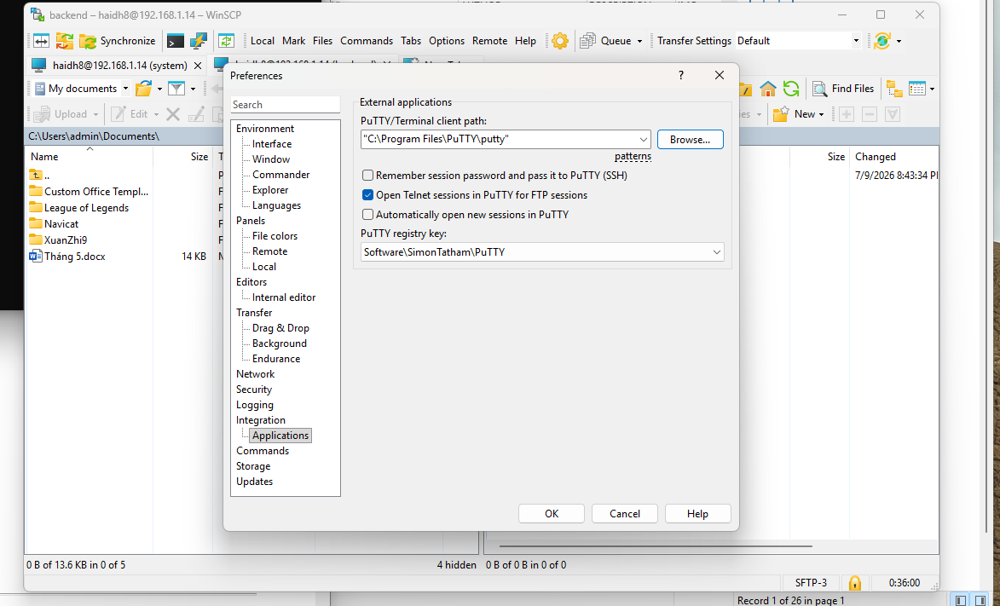 backend – haidh8@192.168.1.14 – WinSCP
Synchronize
Local Mark Files Commands Tabs Options Remote Help
Queue
Transfer Settings Default
haidh8@192.168.1.14 (system)
My documents
Find Files
Upload
Edit
New
C:\Users\admin\Documents\
Name Size
Size Changed
..
7/9/2026 8:43:34 P
Custom Office Templ...
League of Legends
Navicat
XuanZhi9
Tháng 5.docx 14 KB
Preferences
?
Search
Environment
Interface
Window
Commander
Explorer
Languages
Panels
File colors
Remote
Local
Editors
Internal editor
Transfer
Drag & Drop
Background
Endurance
Network
Security
Logging
Integration
Applications
Commands
Storage
Updates
External applications
PuTTY/Terminal client path:
"C:\Program Files\PuTTY\putty"
Browse...
patterns
Remember session password and pass it to PuTTY (SSH)
Open Telnet sessions in PuTTY for FTP sessions
Automatically open new sessions in PuTTY
PuTTY registry key:
Software\SimonTatham\PuTTY
OK Cancel Help
0 B of 13.6 KB in 0 of 5
4 hidden
0 B of 0 B in 0 of 0
SFTP-3
0:36:00
Record 1 of 26 in page 1